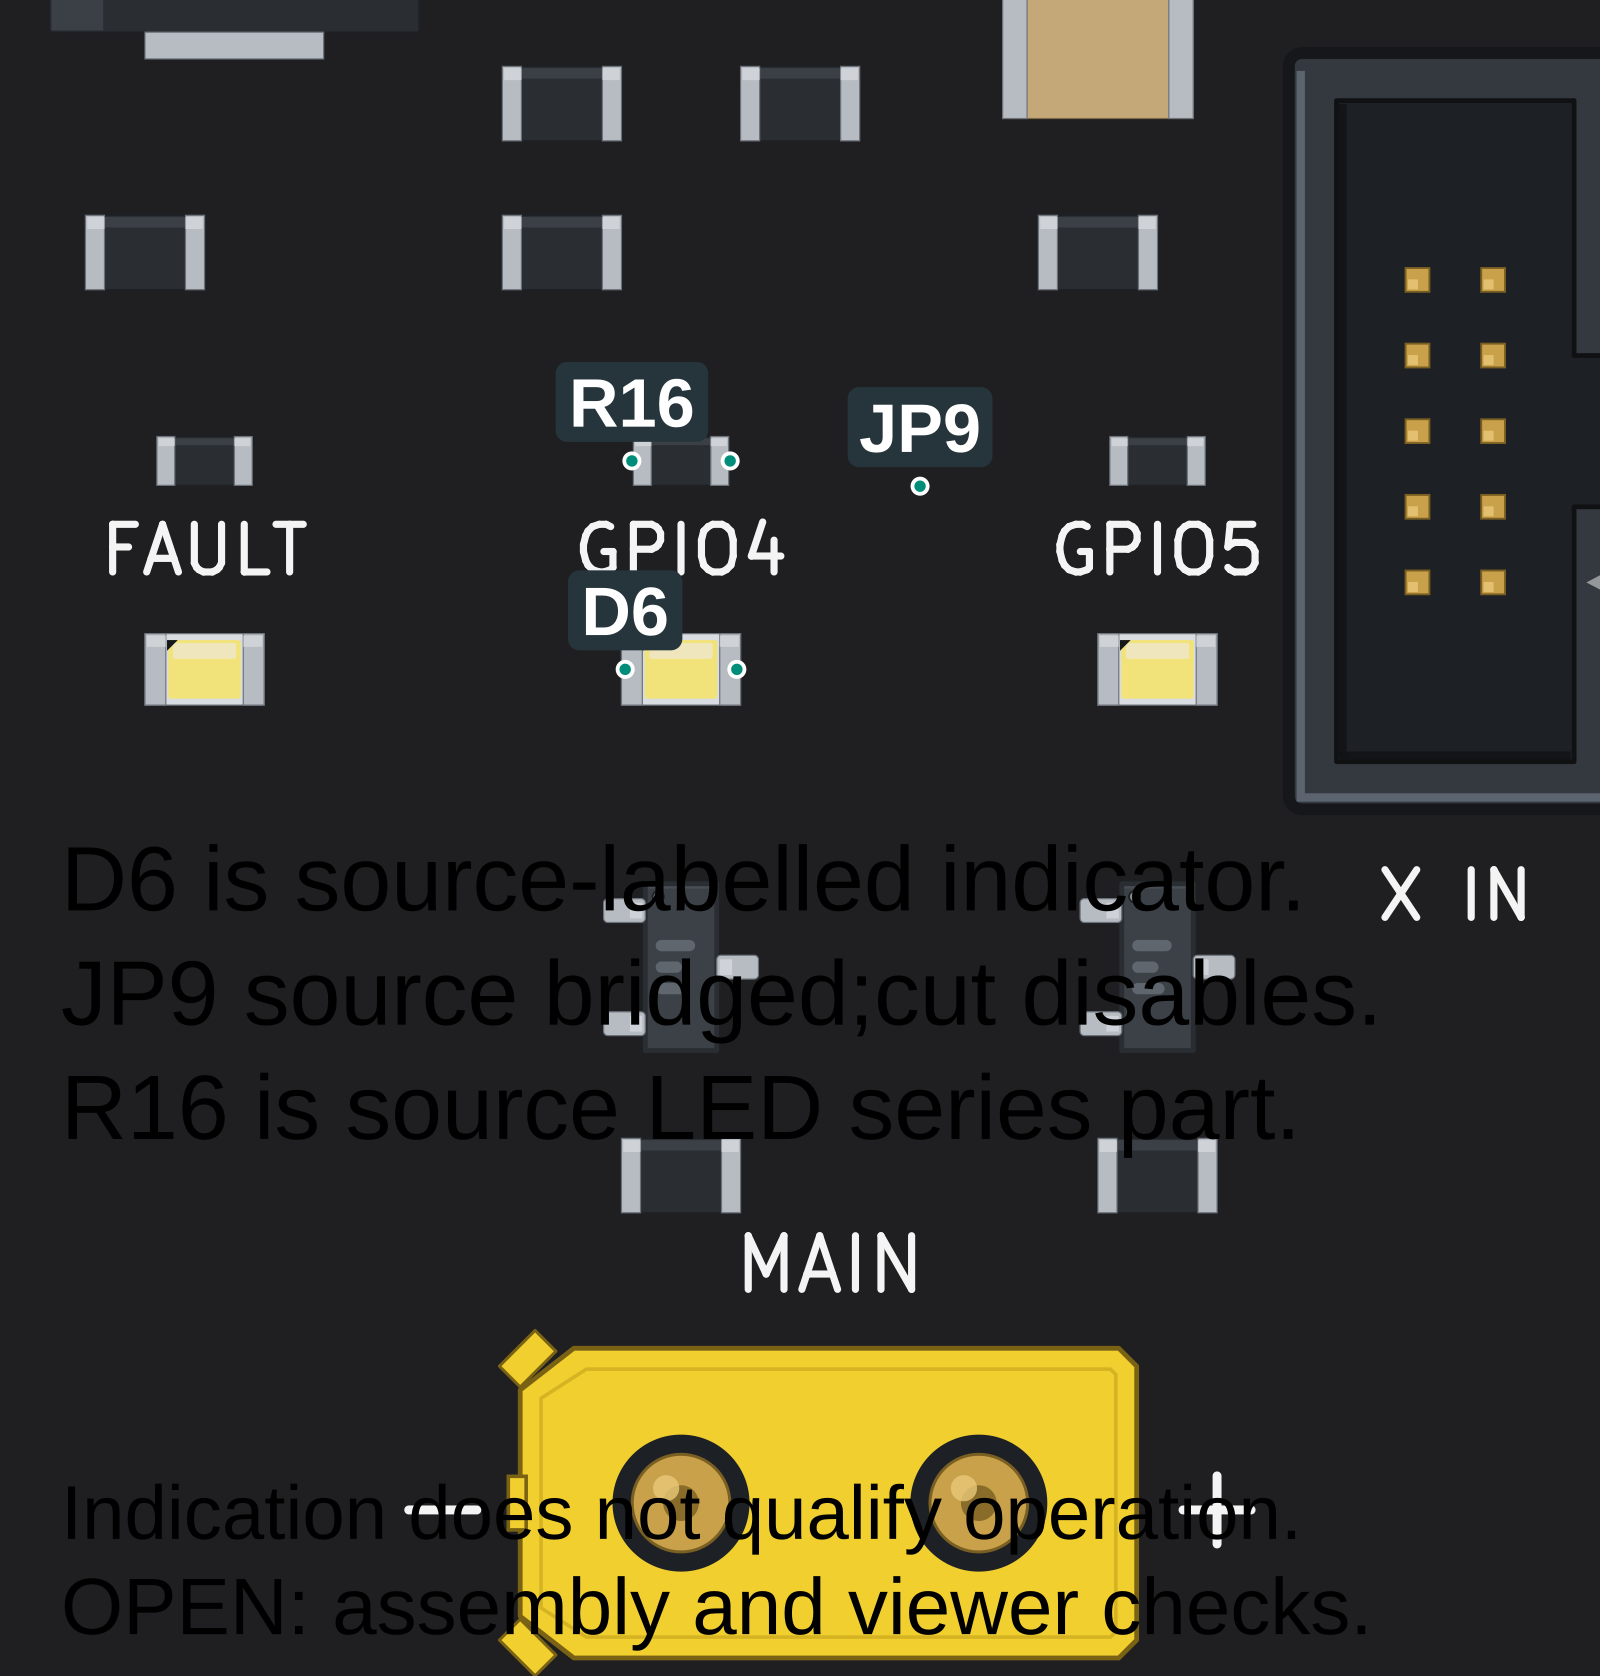 R16
JP9
FAULT
GPIO4
GPIO5
D6
D6 is source-labelled indicator.
X IN
JP9 source bridged;cut disables.
R16 is source LED series part.
MAIN
Indication does not qualify operation.
− +
OPEN: assembly and viewer checks.